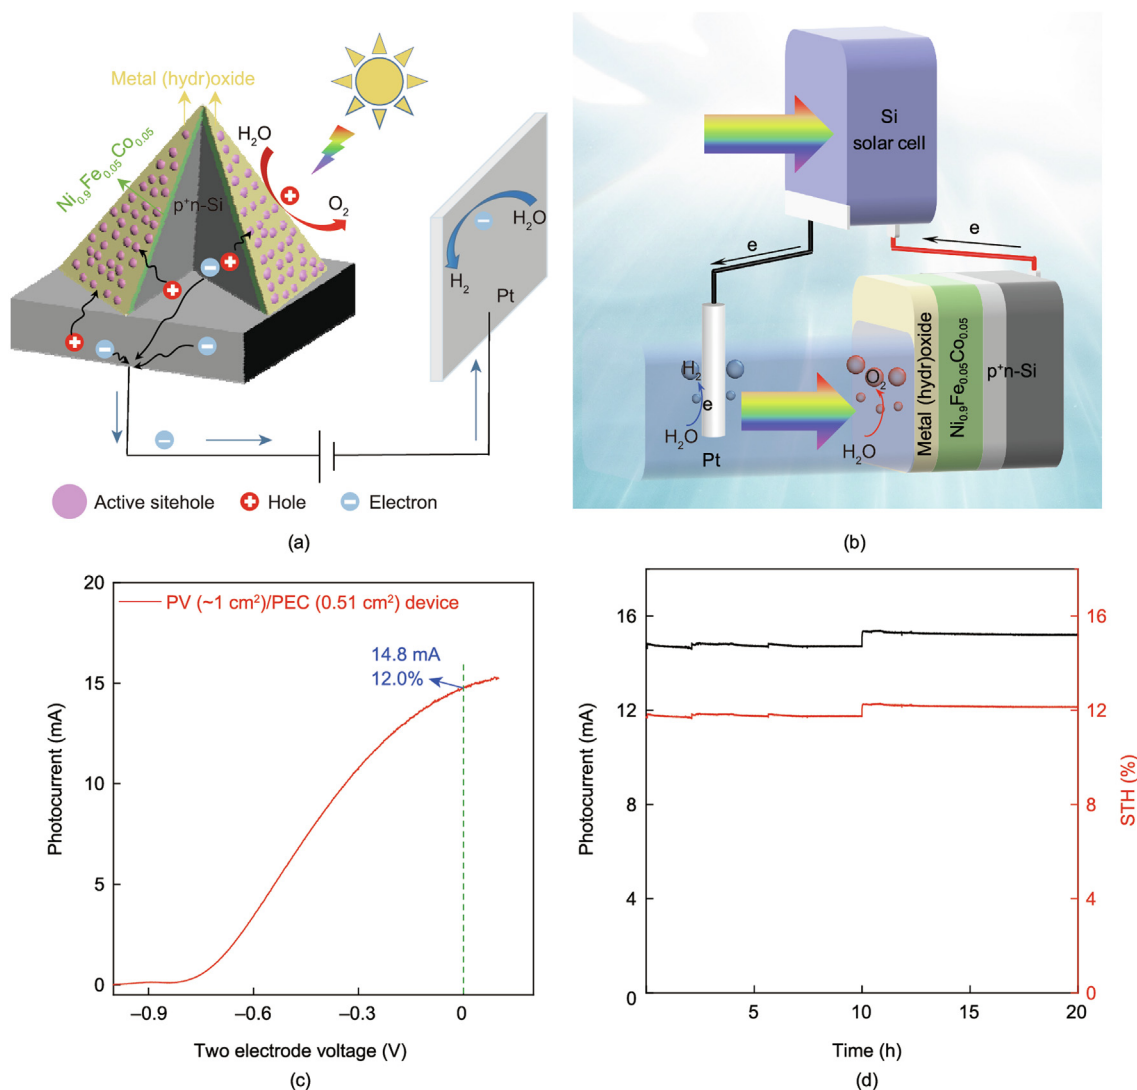 Metal (hydr)oxide
Ni0.9Fe0.05Co0.05
p+n-Si
H2O
O2
H2O
H2
Pt
Active sitehole
Hole
Electron
(a)
Si
solar cell
e
e
H2
e
H2O
Pt
O2
H2O
Metal (hydr)oxide
Ni0.9Fe0.05Co0.05
p+n-Si
(b)
20
15
10
5
0
Photocurrent (mA)
PV (~1 cm²)/PEC (0.51 cm²) device
14.8 mA
12.0%
–0.9
–0.6
–0.3
0
Two electrode voltage (V)
(c)
16
12
8
4
0
Photocurrent (mA)
16
12
8
4
0
STH (%)
5
10
15
20
Time (h)
(d)